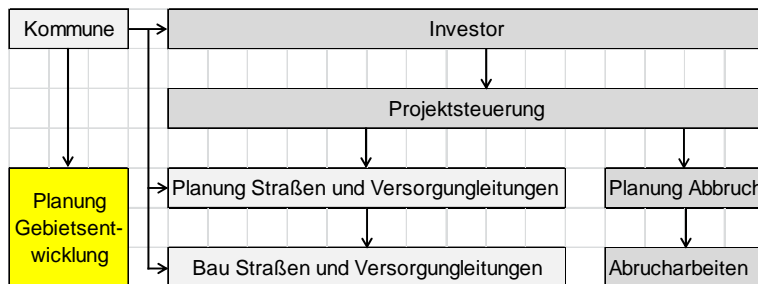 Kommune
Investor
Projektsteuerung
Planung
Gebietsent-
wicklung
Planung Straßen und Versorgungleitungen
Planung Abbruch
Bau Straßen und Versorgungleitungen
Abrucharbeiten